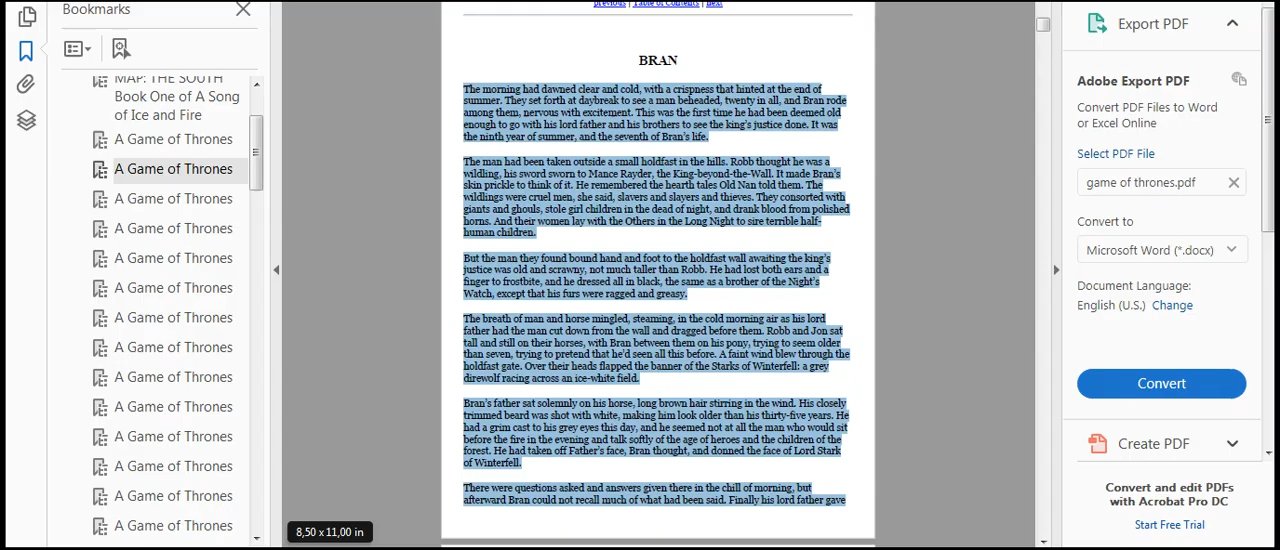 Bookmarks
MAP: THE SOUTH
Book One of A Song
of Ice and Fire
A Game of Thrones
A Game of Thrones
A Game of Thrones
A Game of Thrones
A Game of Thrones
A Game of Thrones
A Game of Thrones
A Game of Thrones
A Game of Thrones
A Game of Thrones
A Game of Thrones
A Game of Thrones
A Game of Thrones
A Game of Thrones
previous | Table of Contents | next
BRAN
The morning had dawned clear and cold, with a crispness that hinted at the end of
summer. They set forth at daybreak to see a man beheaded, twenty in all, and Bran rode
among them, nervous with excitement. This was the first time he had been deemed old
enough to go with his lord father and his brothers to see the king's justice done. It was
the ninth year of summer, and the seventh of Bran's life.
The man had been taken outside a small holdfast in the hills. Robb thought he was a
wildling, his sword sworn to Mance Rayder, the King-beyond-the-Wall. It made Bran's
skin prickle to think of it. He remembered the hearth tales Old Nan told them. The
wildlings were cruel men, she said, slavers and slayers and thieves. They consorted with
giants and ghouls, stole girl children in the dead of night, and drank blood from polished
horns. And their women lay with the Others in the Long Night to sire terrible half-
human children.
But the man they found bound hand and foot to the holdfast wall awaiting the king's
justice was old and scrawny, not much taller than Robb. He had lost both ears and a
finger to frostbite, and he dressed all in black, the same as a brother of the Night's
Watch, except that his furs were ragged and greasy.
The breath of man and horse mingled, steaming, in the cold morning air as his lord
father had the man cut down from the wall and dragged before them. Robb and Jon sat
tall and still on their horses, with Bran between them on his pony, trying to seem older
than seven, trying to pretend that he'd seen all this before. A faint wind blew through the
holdfast gate. Over their heads flapped the banner of the Starks of Winterfell: a grey
direwolf racing across an ice-white field.
Bran's father sat solemnly on his horse, long brown hair stirring in the wind. His closely
trimmed beard was shot with white, making him look older than his thirty-five years. He
had a grim cast to his grey eyes this day, and he seemed not at all the man who would sit
before the fire in the evening and talk softly of the age of heroes and the children of the
forest. He had taken off Father's face, Bran thought, and donned the face of Lord Stark
of Winterfell.
There were questions asked and answers given there in the chill of morning, but
afterward Bran could not recall much of what had been said. Finally his lord father gave
8,50 x 11,00 in
Export PDF
Adobe Export PDF
Convert PDF Files to Word
or Excel Online
Select PDF File
game of thrones.pdf
Convert to
Microsoft Word (*.docx)
Document Language:
English (U.S.) Change
Convert
Create PDF
Convert and edit PDFs
with Acrobat Pro DC
Start Free Trial